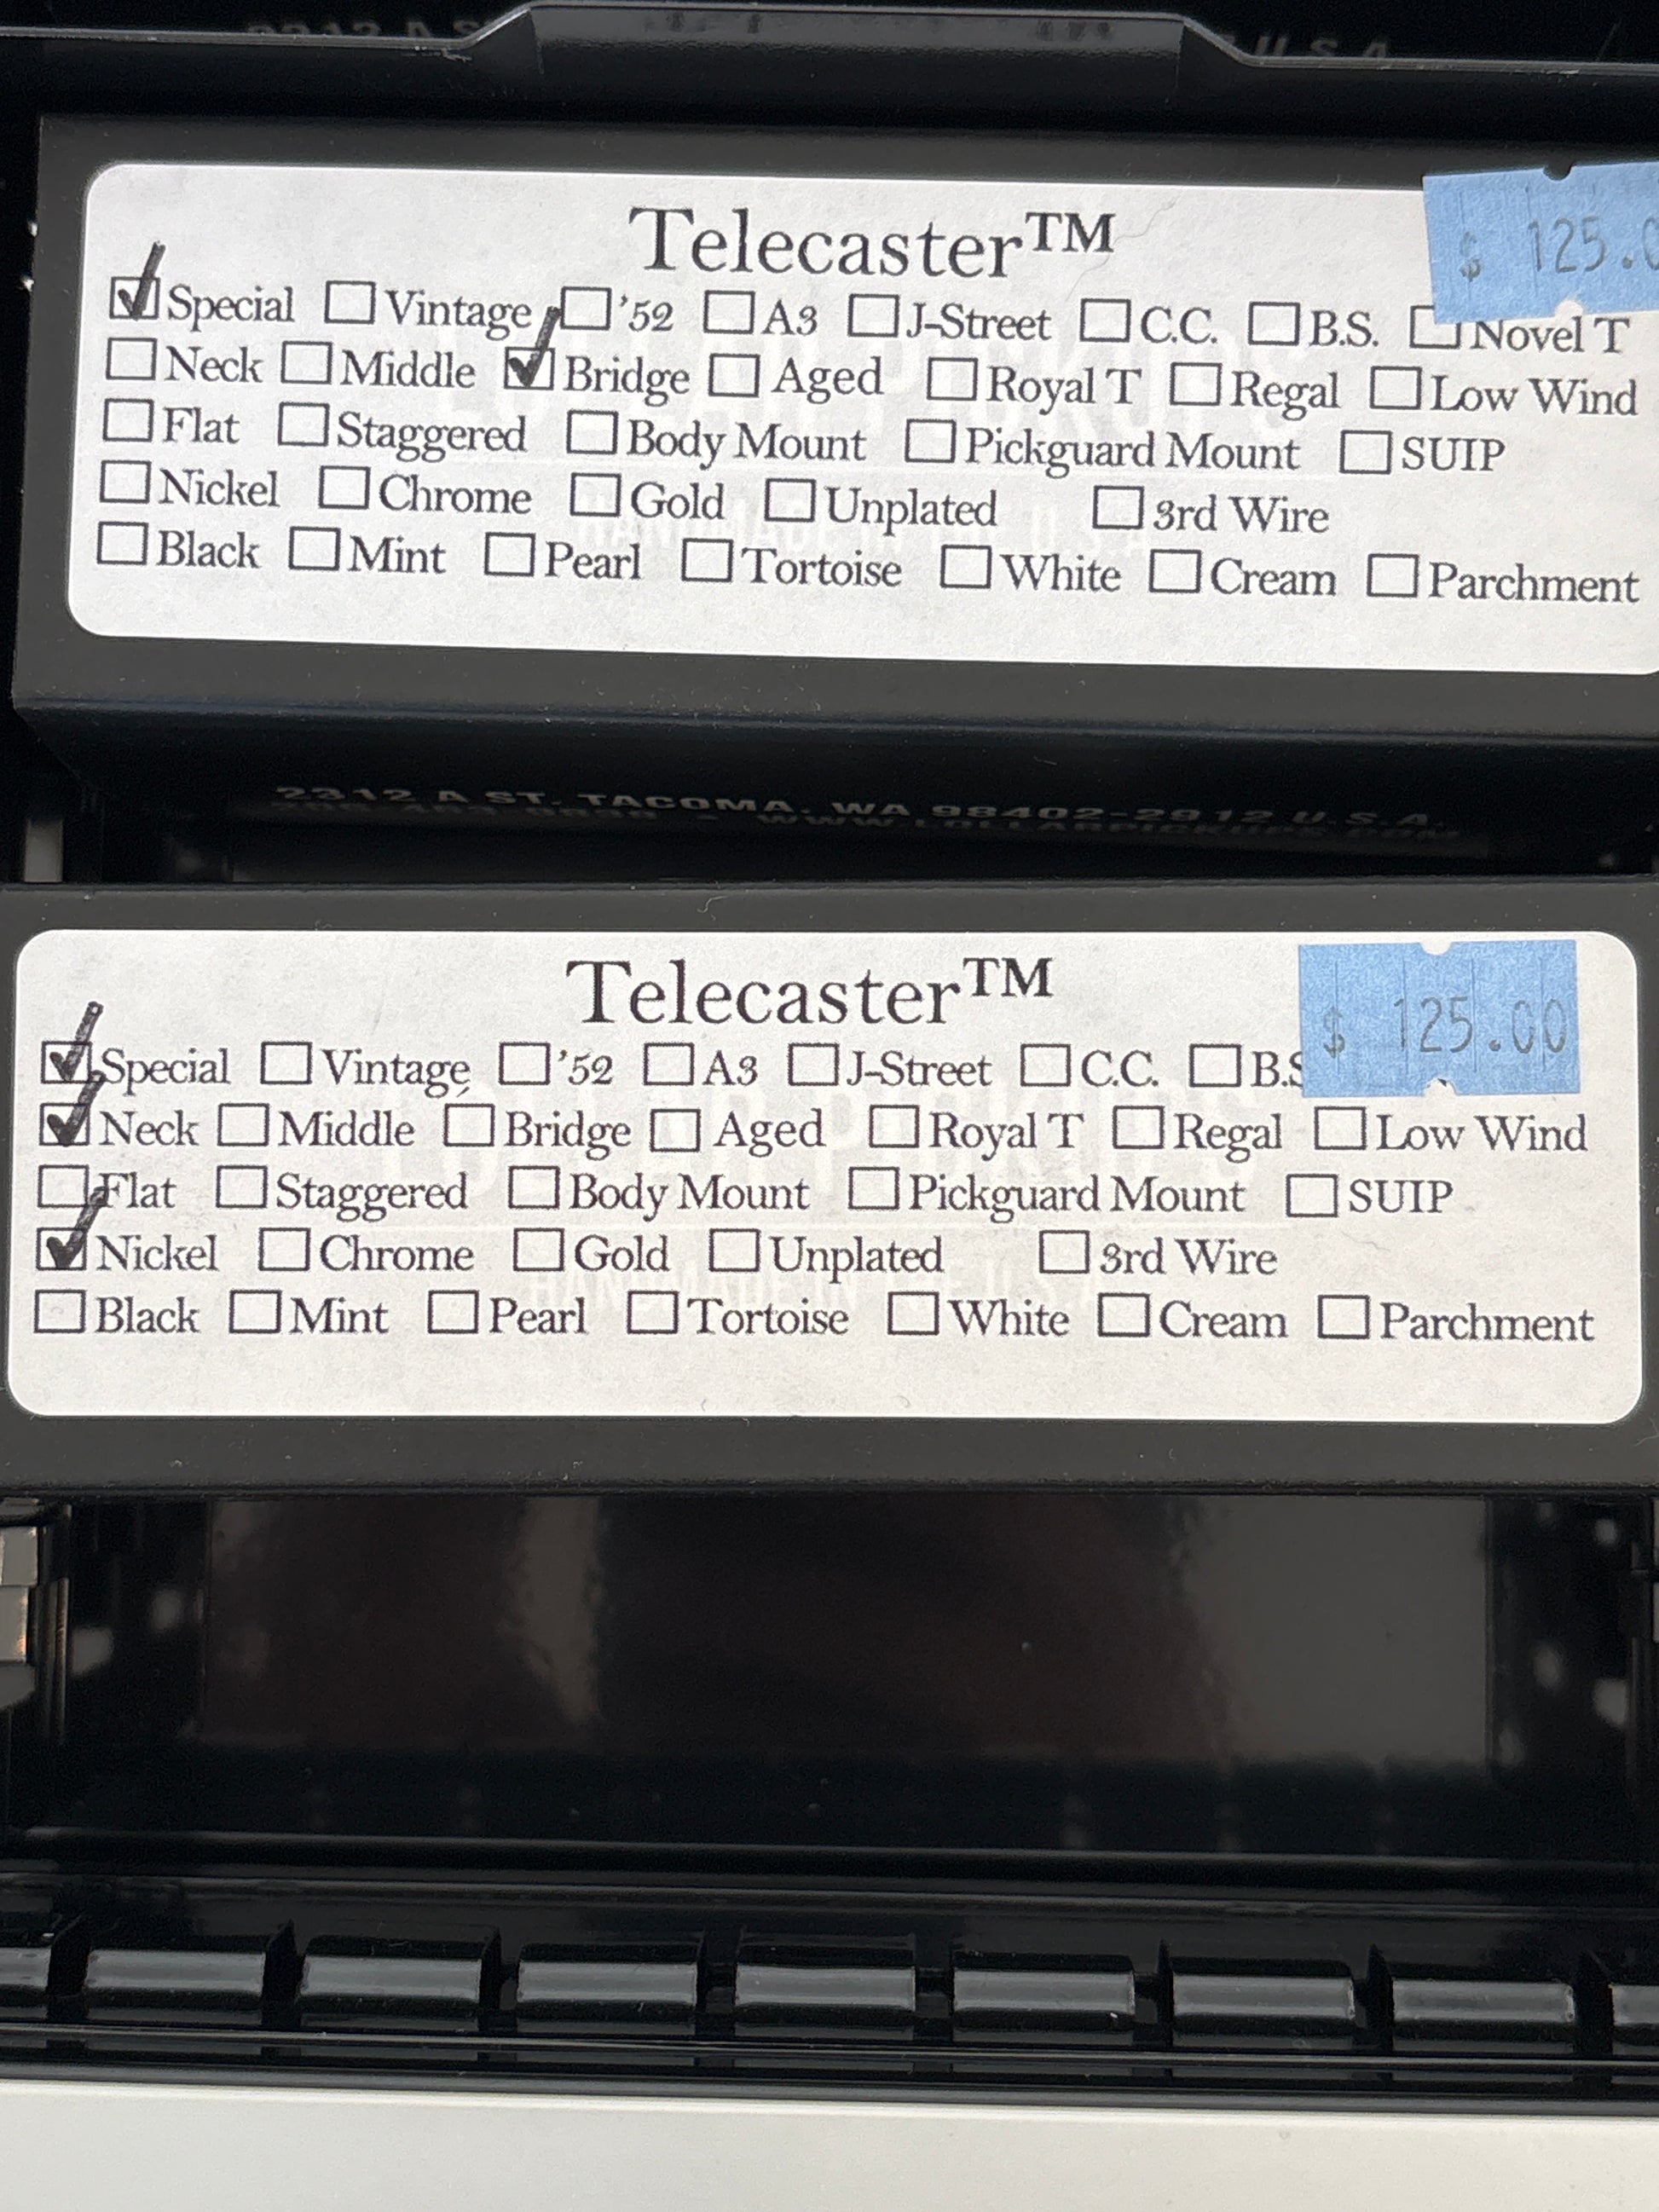 Telecaster™
$ 125.0
☑Special ☐Vintage ☐'52 ☐A3 ☐J-Street ☐C.C. ☐B.S. ☐Novel T
☐Neck ☐Middle ☑Bridge ☐Aged ☐Royal T ☐Regal ☐Low Wind
☐Flat ☐Staggered ☐Body Mount ☐Pickguard Mount ☐SUIP
☐Nickel ☐Chrome ☐Gold ☐Unplated ☐3rd Wire
☐Black ☐Mint ☐Pearl ☐Tortoise ☐White ☐Cream ☐Parchment
2312 A ST. TACOMA, WA 98402-2912 U.S.A.
WWW.LOLLARPICKUPS.COM
Telecaster™
$ 125.00
☑Special ☐Vintage ☐'52 ☐A3 ☐J-Street ☐C.C. ☐B.S
☑Neck ☐Middle ☐Bridge ☐Aged ☐Royal T ☐Regal ☐Low Wind
☐Flat ☐Staggered ☐Body Mount ☐Pickguard Mount ☐SUIP
☑Nickel ☐Chrome ☐Gold ☐Unplated ☐3rd Wire
☐Black ☐Mint ☐Pearl ☐Tortoise ☐White ☐Cream ☐Parchment